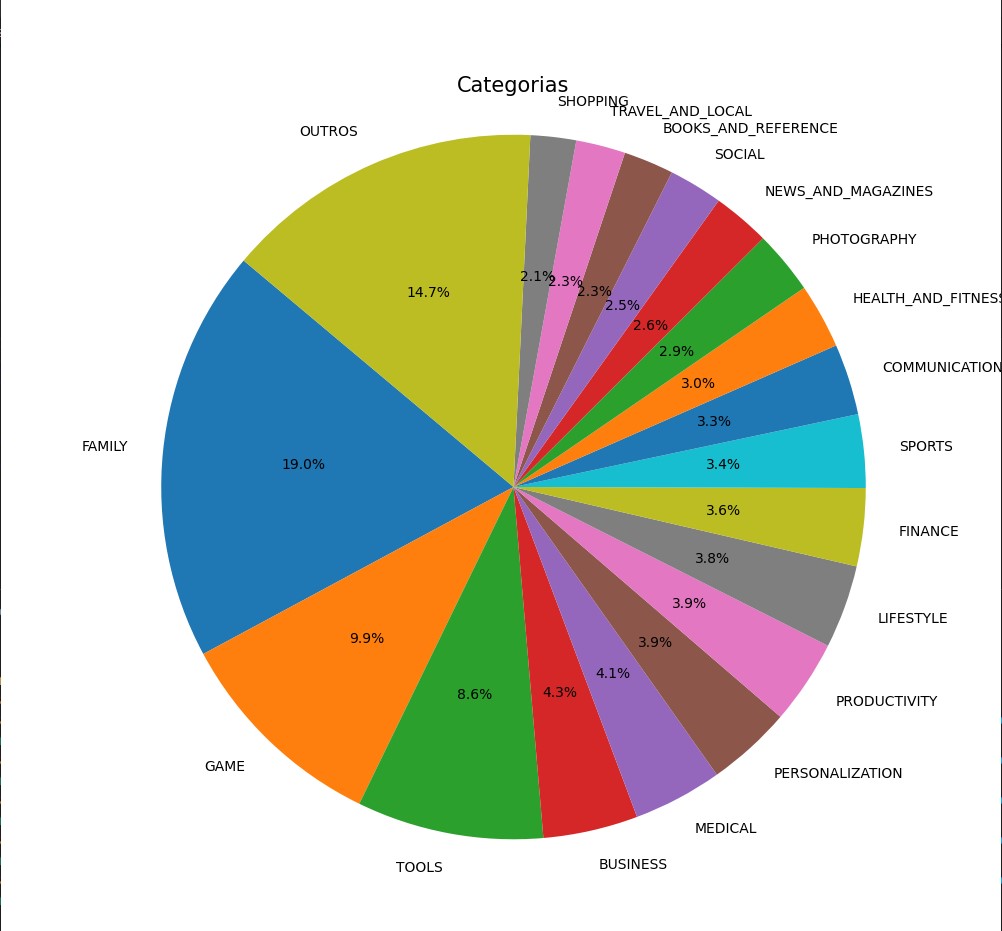 Categorias
SHOPPING
TRAVEL_AND_LOCAL
BOOKS_AND_REFERENCE
OUTROS
SOCIAL
NEWS_AND_MAGAZINES
PHOTOGRAPHY
2.1%
2.3%
2.3%
14.7%
HEALTH_AND_FITNESS
2.5%
2.6%
2.9%
COMMUNICATION
3.0%
3.3%
FAMILY
SPORTS
19.0%
3.4%
3.6%
FINANCE
3.8%
3.9%
LIFESTYLE
9.9%
3.9%
4.1%
8.6%
4.3%
PRODUCTIVITY
GAME
PERSONALIZATION
MEDICAL
TOOLS
BUSINESS